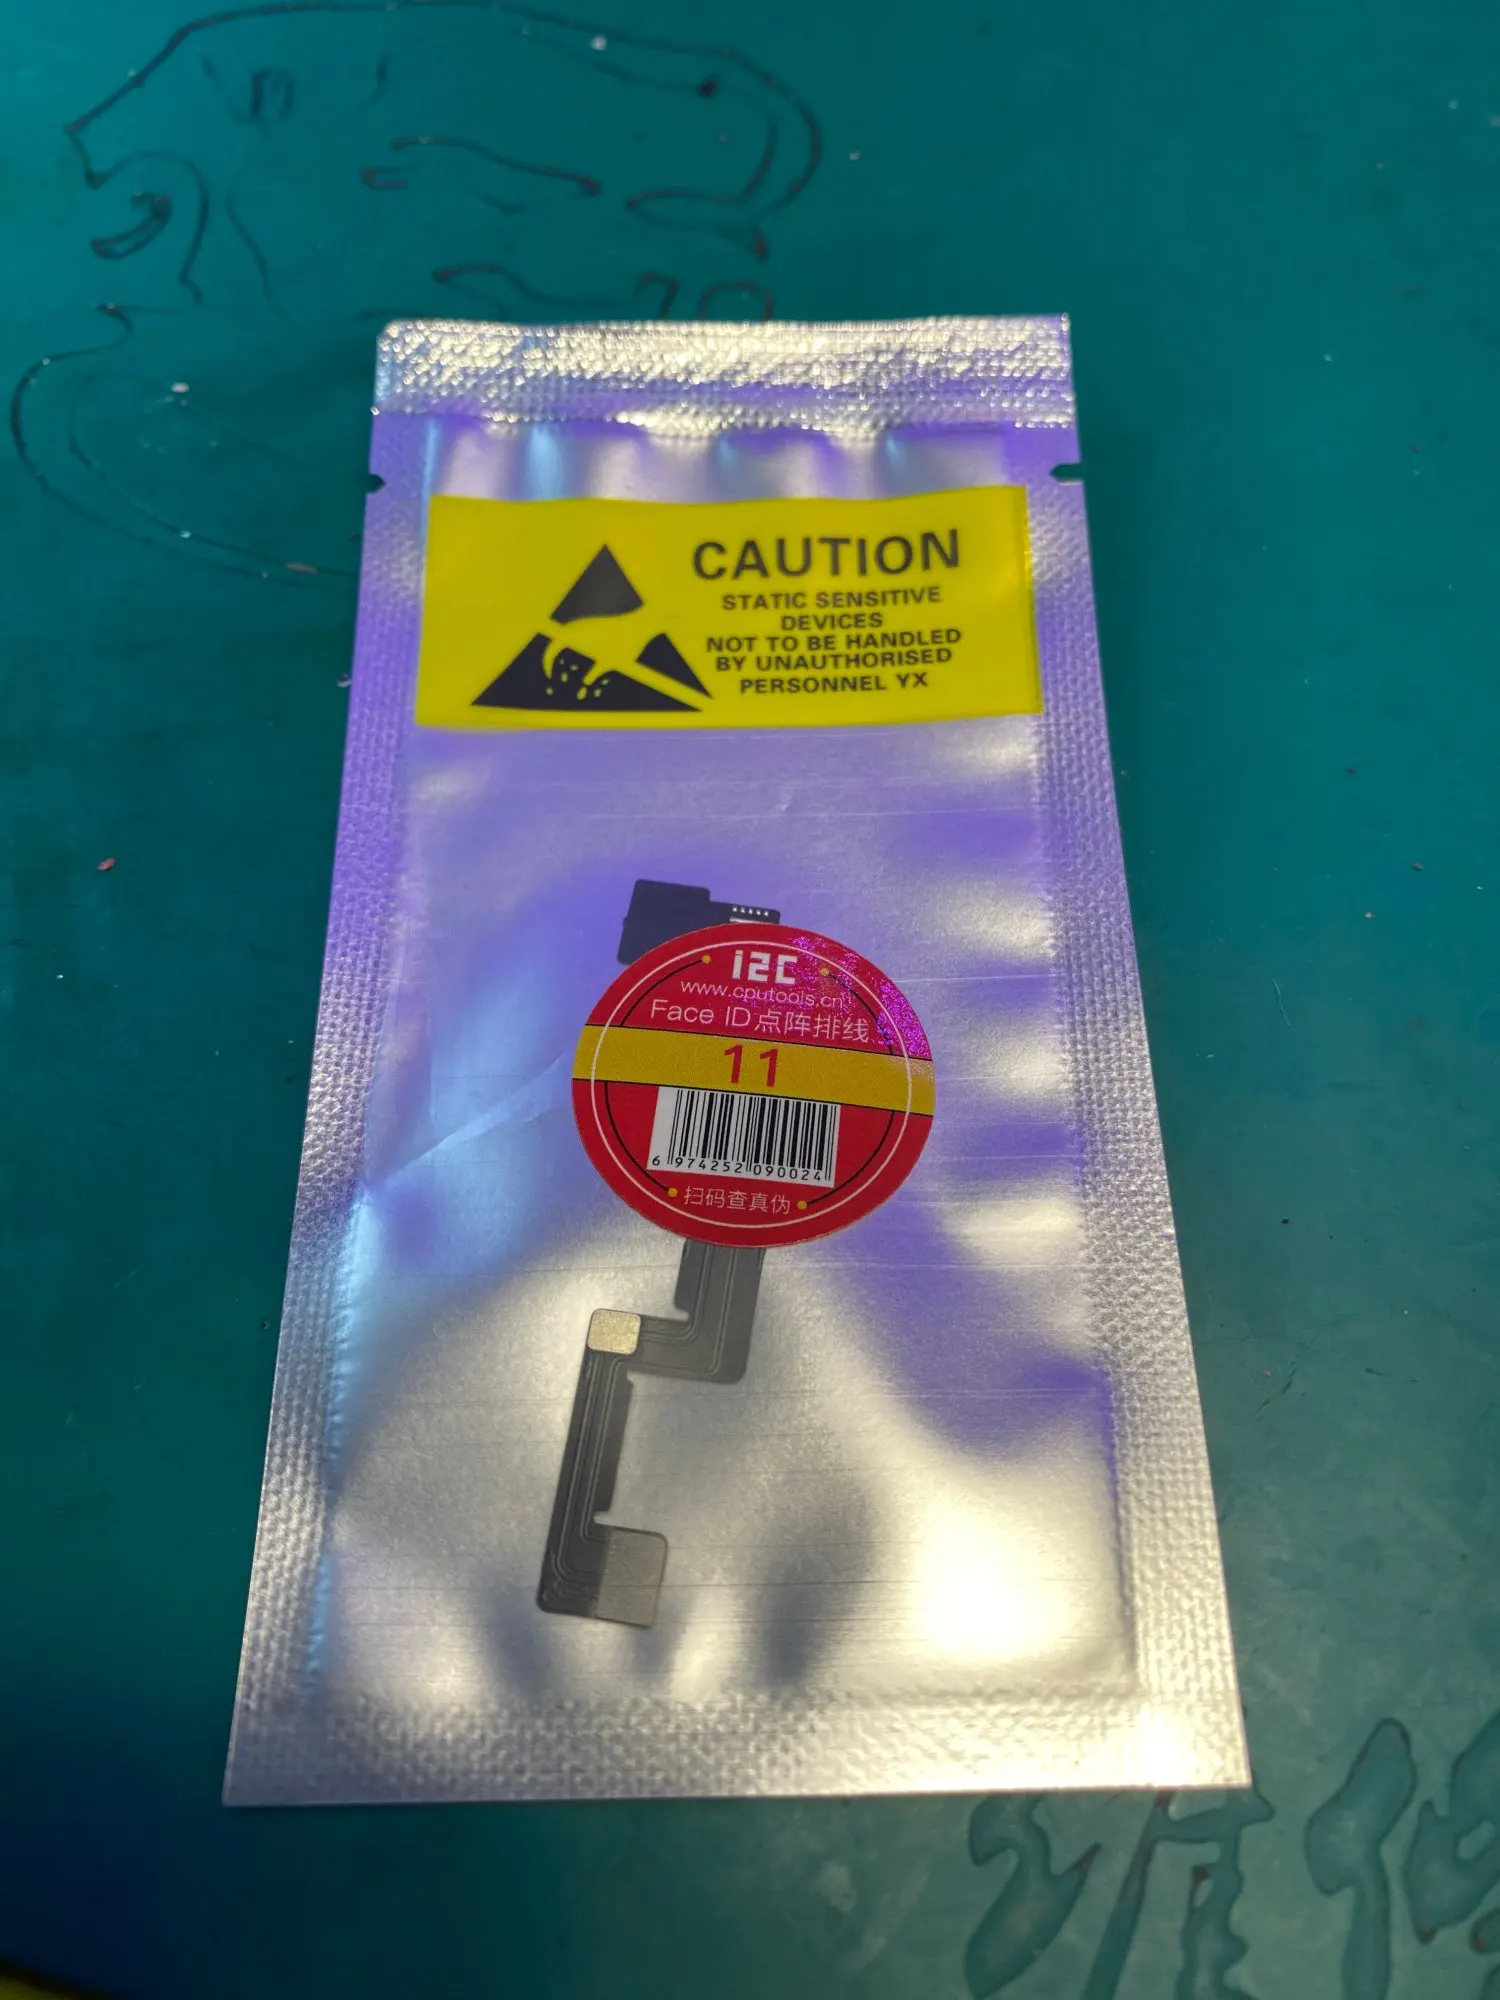 CAUTION
STATIC SENSITIVE
DEVICES
NOT TO BE HANDLED
BY UNAUTHORISED
PERSONNEL YX
i2C
www.cputools.cn
Face ID点阵排线
11
6 974252 090024
扫码查真伪